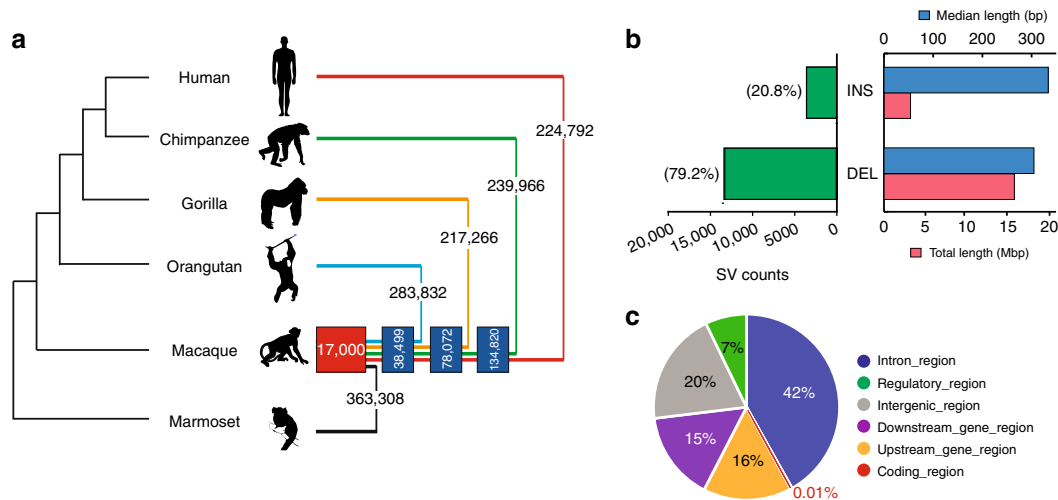 a
Human
Chimpanzee
Gorilla
Orangutan
Macaque
Marmoset
224,792
239,966
217,266
283,832
17,000
38,499
78,072
134,820
363,308
b
Median length (bp)
0 100 200 300
(20.8%)
INS
(79.2%)
DEL
20,000 15,000 10,000 5000 0
SV counts
0 5 10 15 20
Total length (Mbp)
c
7%
20%
42%
15%
16%
0.01%
Intron_region
Regulatory_region
Intergenic_region
Downstream_gene_region
Upstream_gene_region
Coding_region